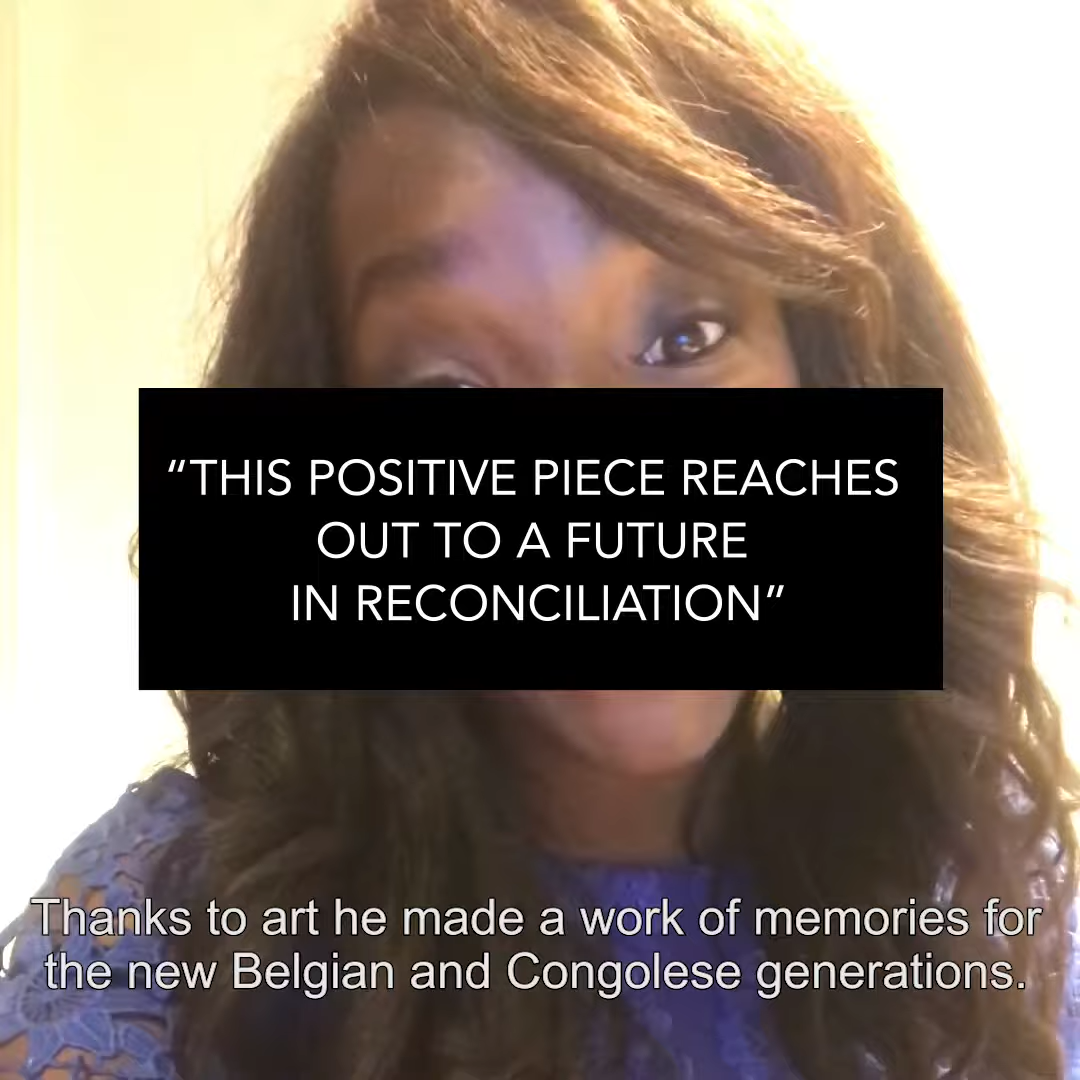 “THIS POSITIVE PIECE REACHES
OUT TO A FUTURE
IN RECONCILIATION”
Thanks to art he made a work of memories for
the new Belgian and Congolese generations.